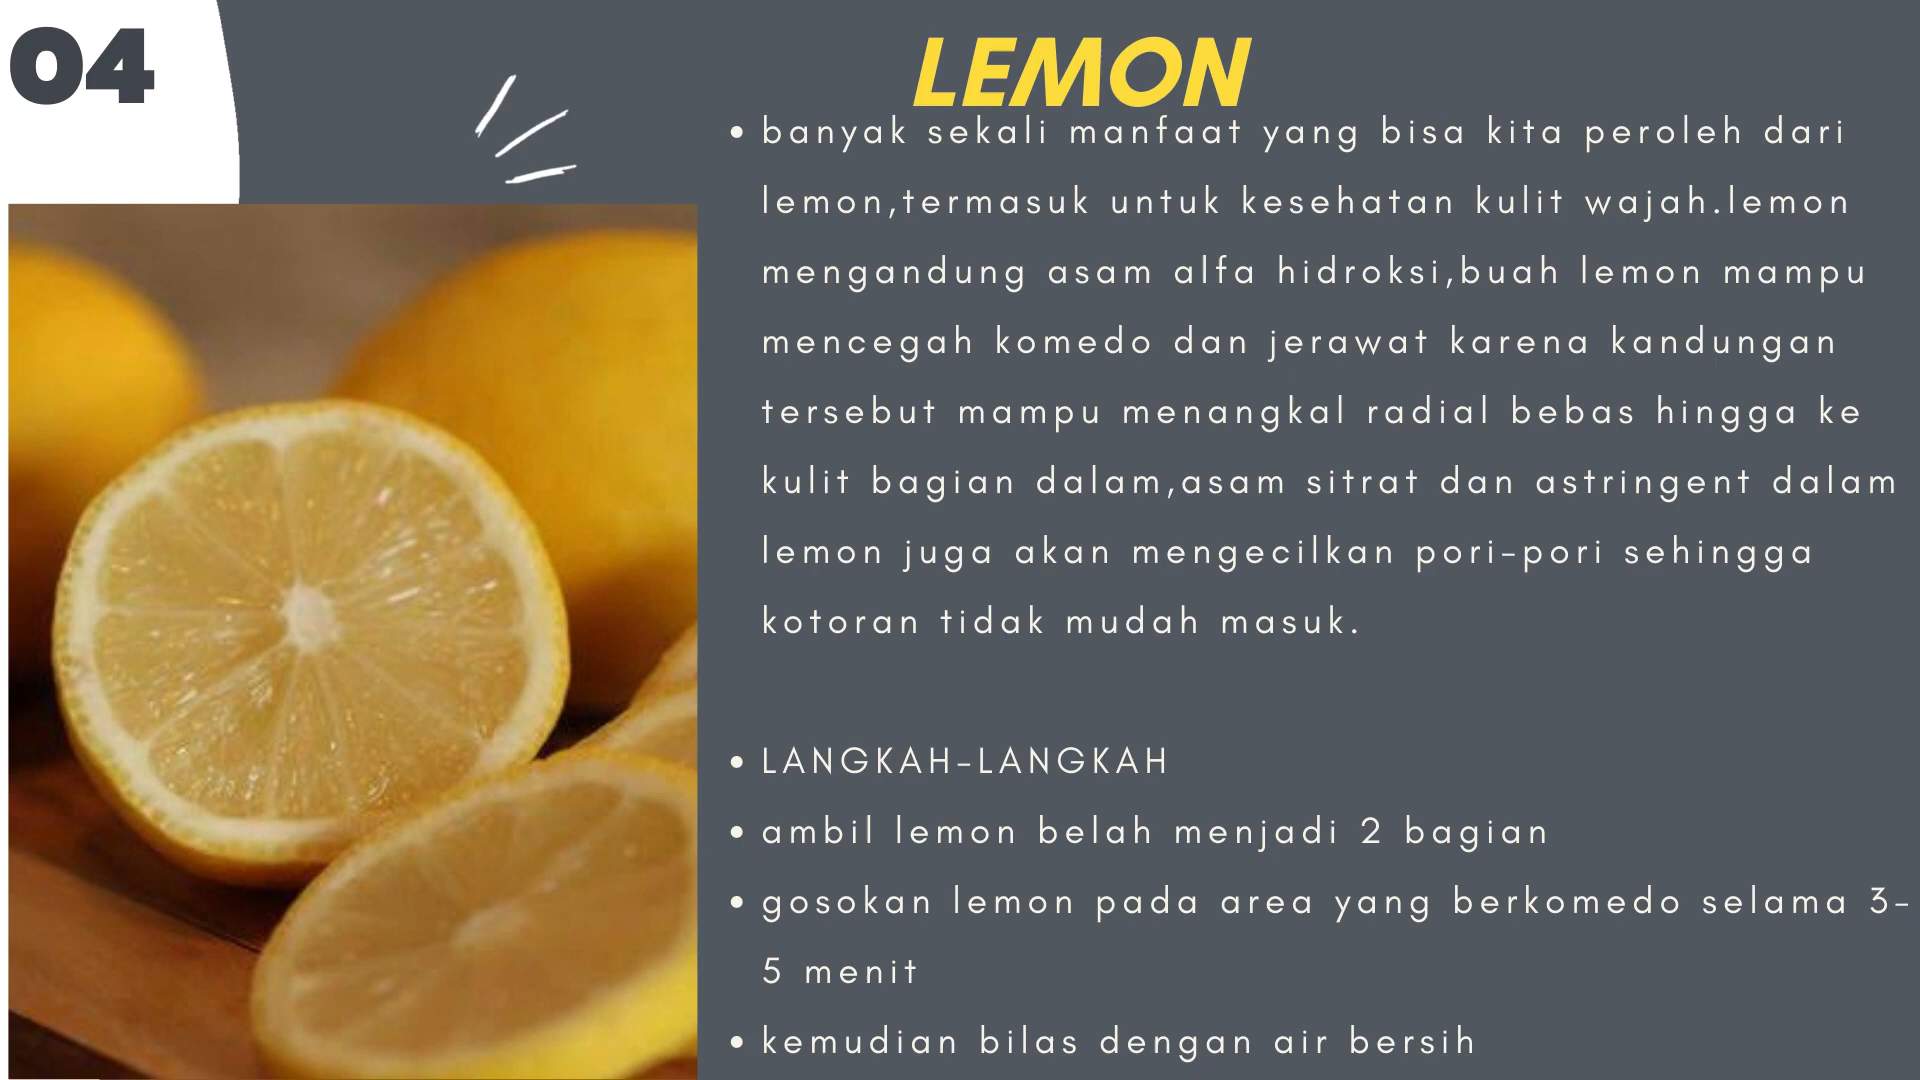 04
LEMON
• banyak sekali manfaat yang bisa kita peroleh dari
lemon,termasuk untuk kesehatan kulit wajah.lemon
mengandung asam alfa hidroksi,buah lemon mampu
mencegah komedo dan jerawat karena kandungan
tersebut mampu menangkal radial bebas hingga ke
kulit bagian dalam,asam sitrat dan astringent dalam
lemon juga akan mengecilkan pori-pori sehingga
kotoran tidak mudah masuk.
• LANGKAH-LANGKAH
• ambil lemon belah menjadi 2 bagian
• gosokan lemon pada area yang berkomedo selama 3-
5 menit
• kemudian bilas dengan air bersih